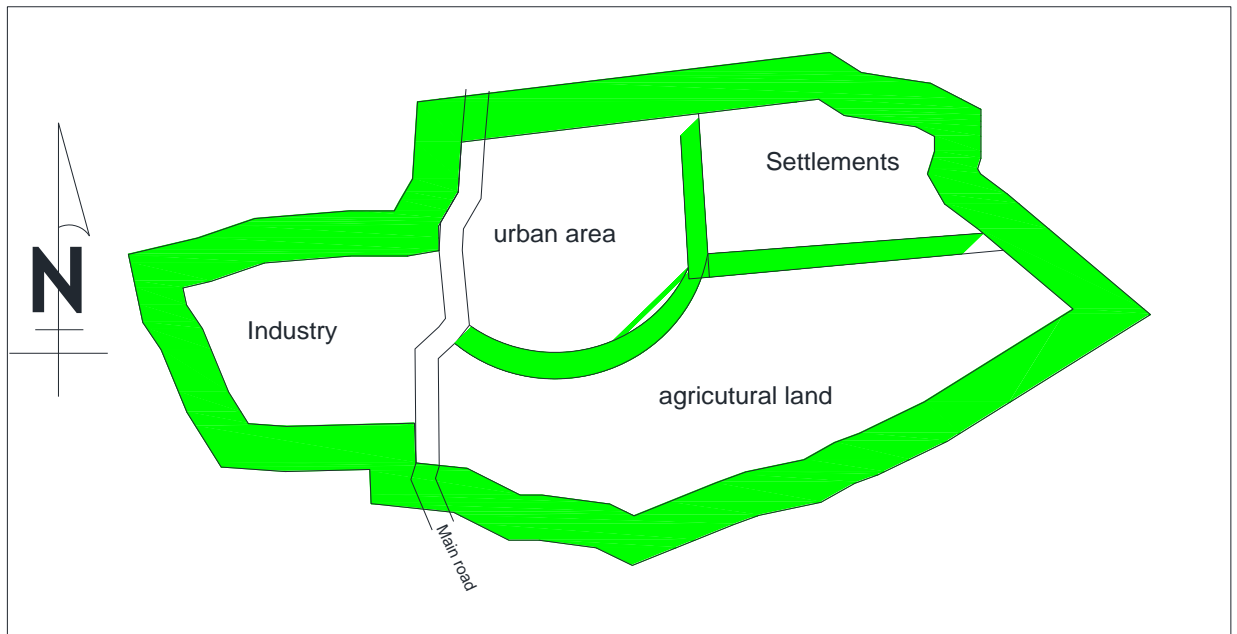 Settlements
urban area
N
Industry
agricutural land
Main road